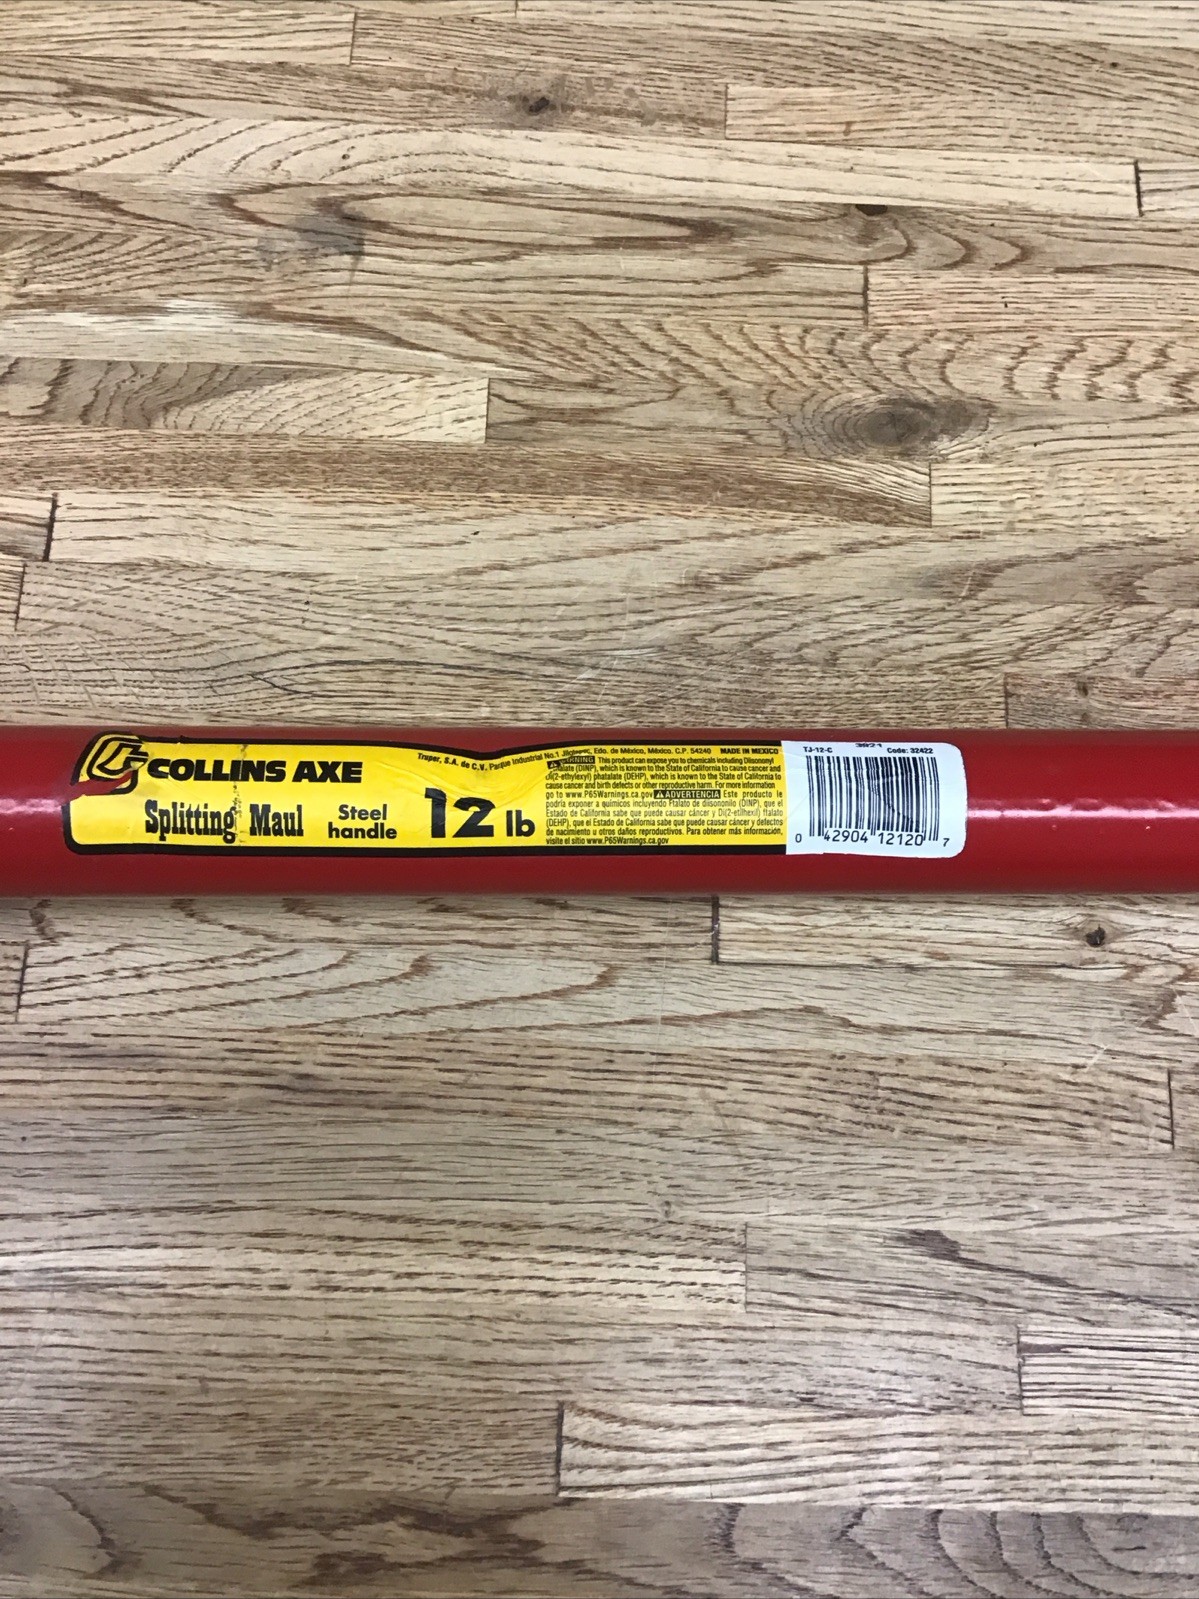 COLLINS AXE
Splitting Maul
Steel
handle
12 lb
Truper, S.A. de C.V. Parque Industrial No.1 Jilotepec, Edo. de México, México. C.P. 54240 MADE IN MEXICO
WARNING This product can expose you to chemicals including Diisononyl
(DINP), which is known to the State of California to cause cancer and
di(2-ethylexyl) phatalate (DEHP), which is known to the State of California to
cause cancer and birth defects or other reproductive harm. For more information
go to www.P65Warnings.ca.gov ADVERTENCIA Este producto le
podría exponer a químicos incluyendo Ftalato de diisononilo (DINP), que el
Estado de California sabe que puede causar cáncer y Di(2-etilhexil) ftalato
(DEHP), que el Estado de California sabe que puede causar cáncer y defectos
de nacimiento u otros daños reproductivos. Para obtener más información,
visite el sitio www.P65Warnings.ca.gov
TJ-12-C 3821 Code: 32422
0 42904 12120 7